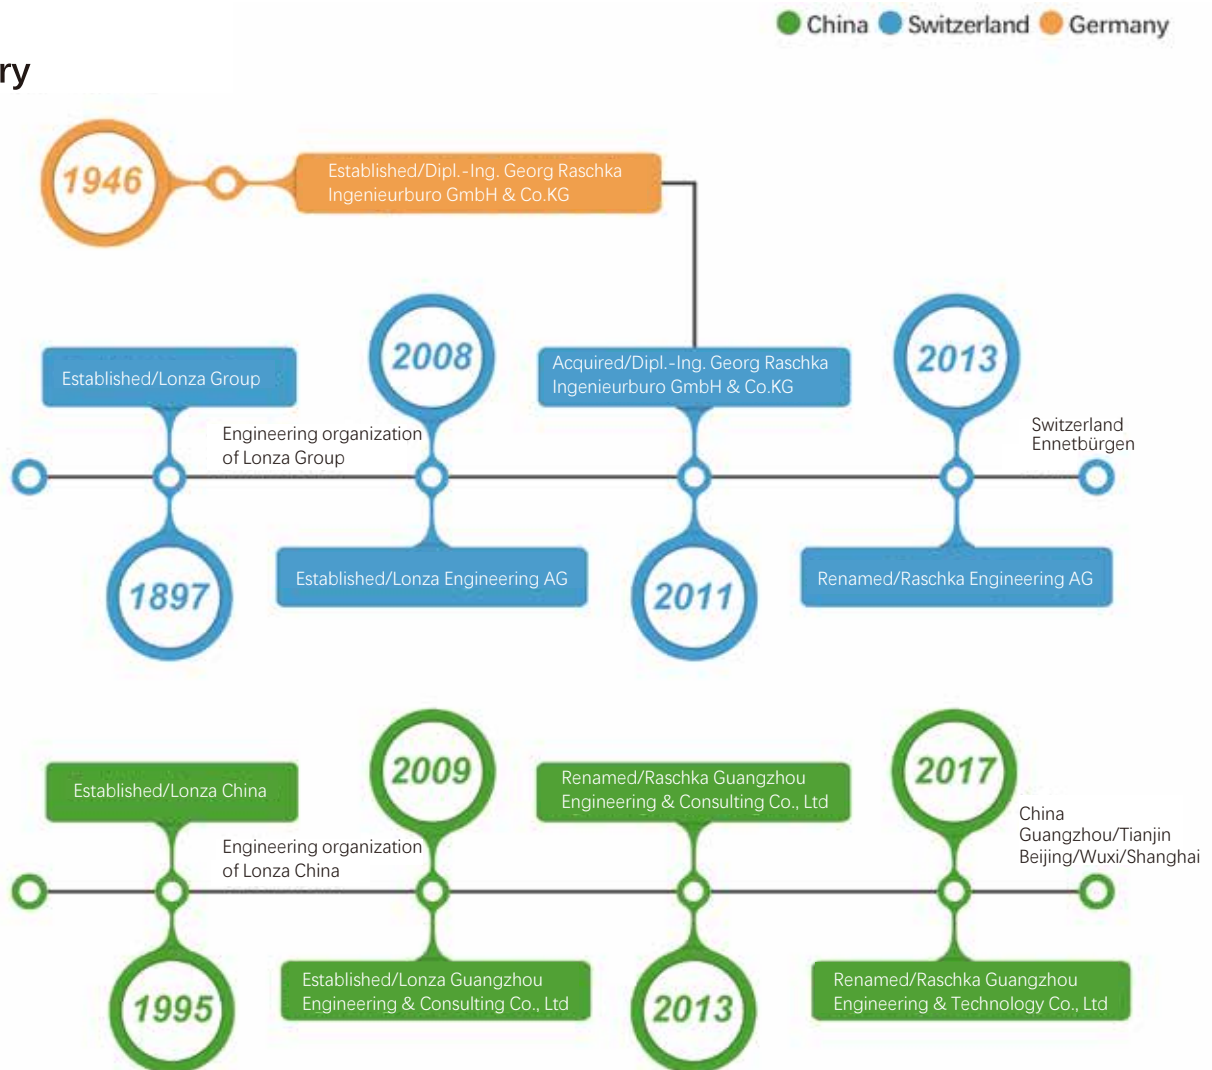 China Switzerland Germany
ry
1946
Established/Dipl.-Ing. Georg Raschka
Ingenieurburo GmbH & Co.KG
2008
2013
Established/Lonza Group
Acquired/Dipl.-Ing. Georg Raschka
Ingenieurburo GmbH & Co.KG
Engineering organization
of Lonza Group
Switzerland
Ennetbürgen
1897
Established/Lonza Engineering AG
2011
Renamed/Raschka Engineering AG
2009
2017
Established/Lonza China
Renamed/Raschka Guangzhou
Engineering & Consulting Co., Ltd
Engineering organization
of Lonza China
China
Guangzhou/Tianjin
Beijing/Wuxi/Shanghai
1995
Established/Lonza Guangzhou
Engineering & Consulting Co., Ltd
2013
Renamed/Raschka Guangzhou
Engineering & Technology Co., Ltd